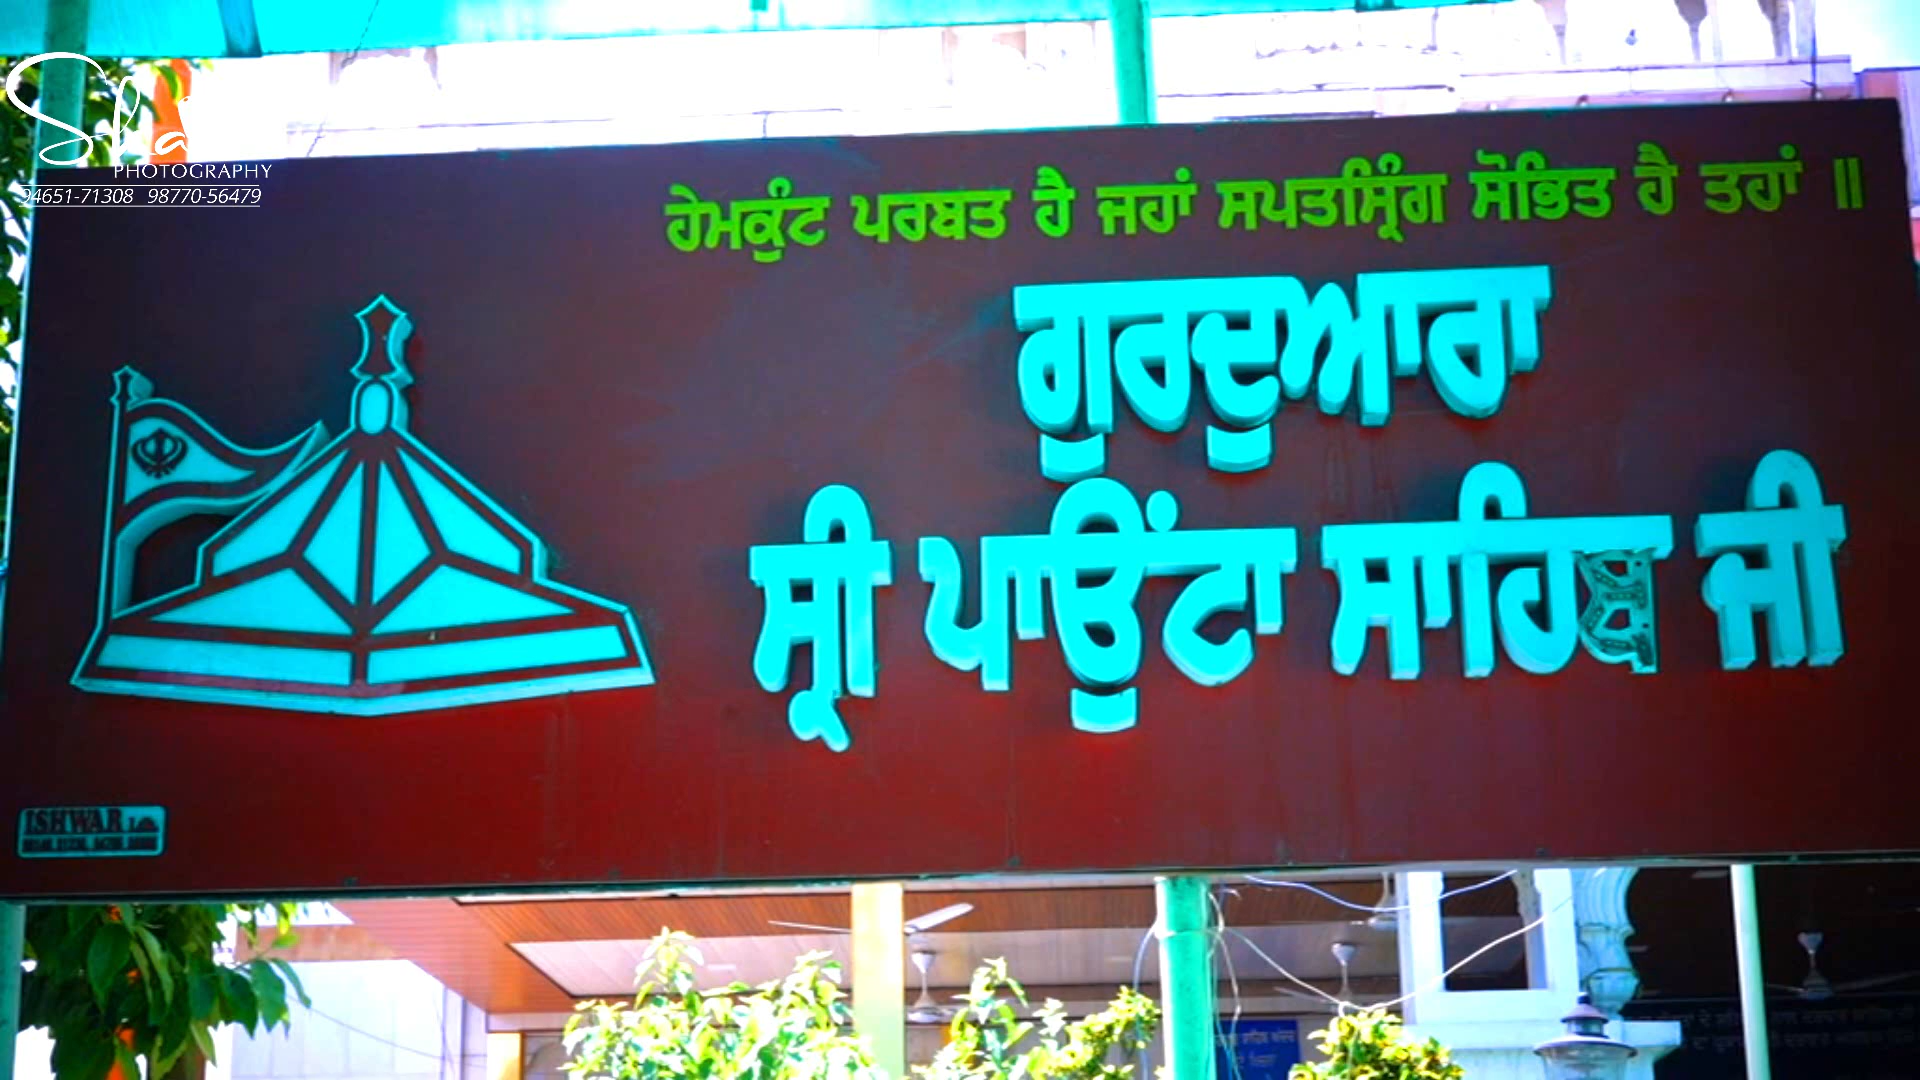 PHOTOGRAPHY
94651-71308 98770-56479
ਹੇਮਕੁੰਟ ਪਰਬਤ ਹੈ ਜਹਾਂ ਸਪਤਸ੍ਰਿੰਗ ਸੋਭਿਤ ਹੈ ਤਹਾਂ ॥
ਗੁਰਦੁਆਰਾ
ਸ੍ਰੀ ਪਾਉਂਟਾ ਸਾਹਿਬ ਜੀ
ISHWAR